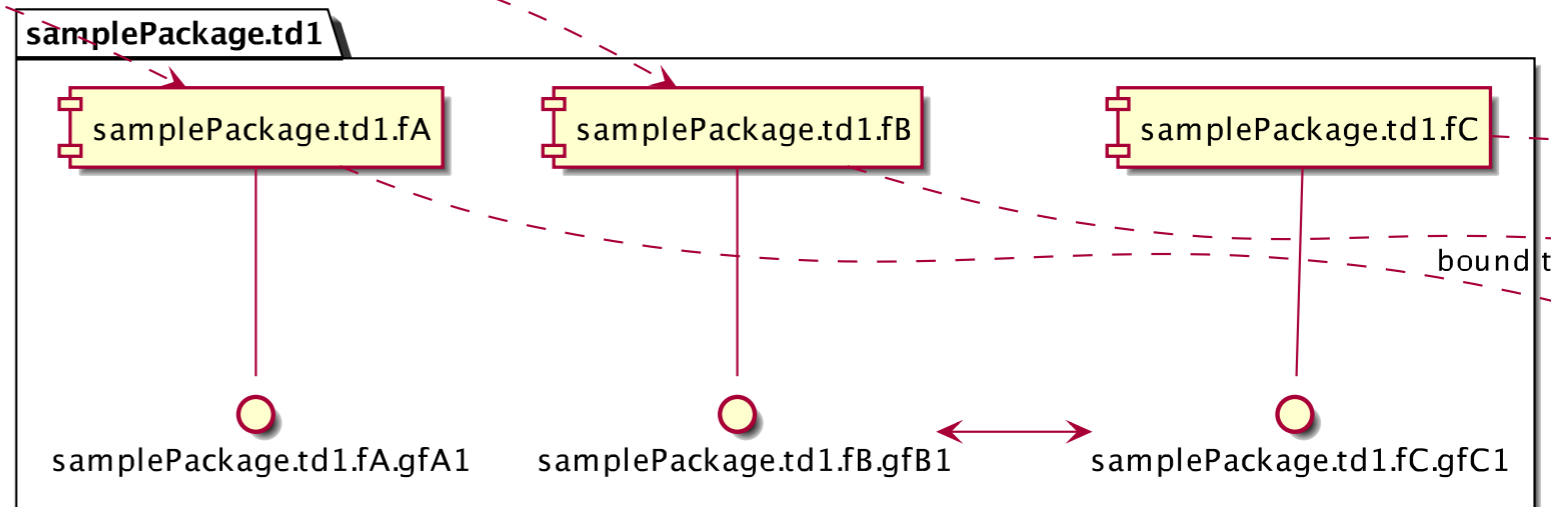 samplePackage.td1
samplePackage.td1.fA
samplePackage.td1.fB
samplePackage.td1.fC
bound t
samplePackage.td1.fA.gfA1
samplePackage.td1.fB.gfB1
samplePackage.td1.fC.gfC1